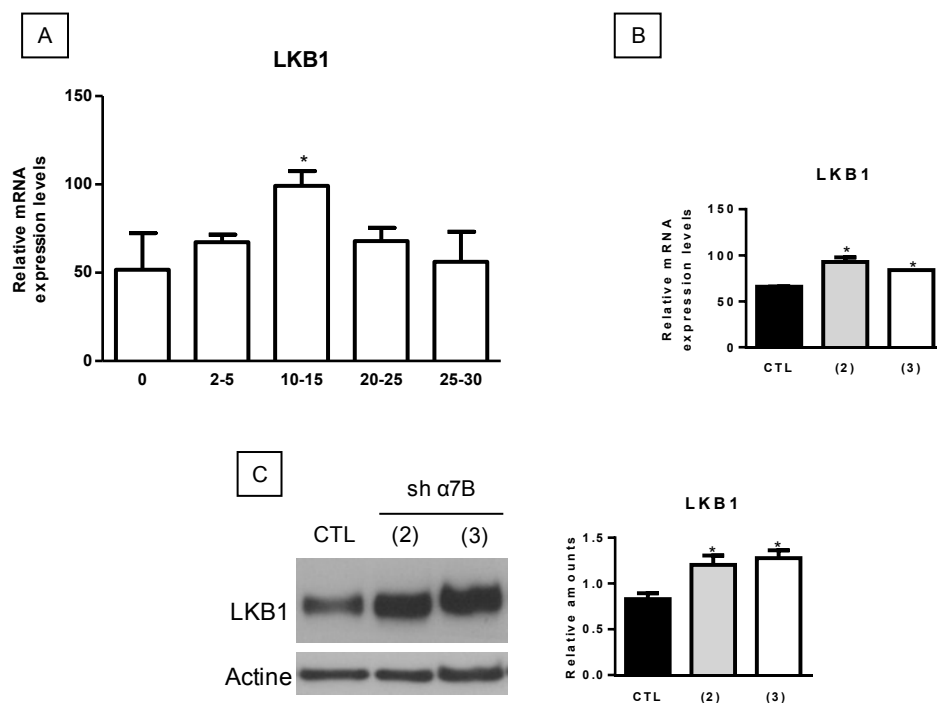 A
LKB1
Relative mRNA
expression levels
150
100
50
0
*
0 2-5 10-15 20-25 25-30
B
LKB1
Relative mRNA
expression levels
150
100
50
0
* *
CTL (2) (3)
C
sh α7B
CTL (2) (3)
LKB1
Actine
LKB1
Relative amounts
1.5
1.0
0.5
0.0
* *
CTL (2) (3)